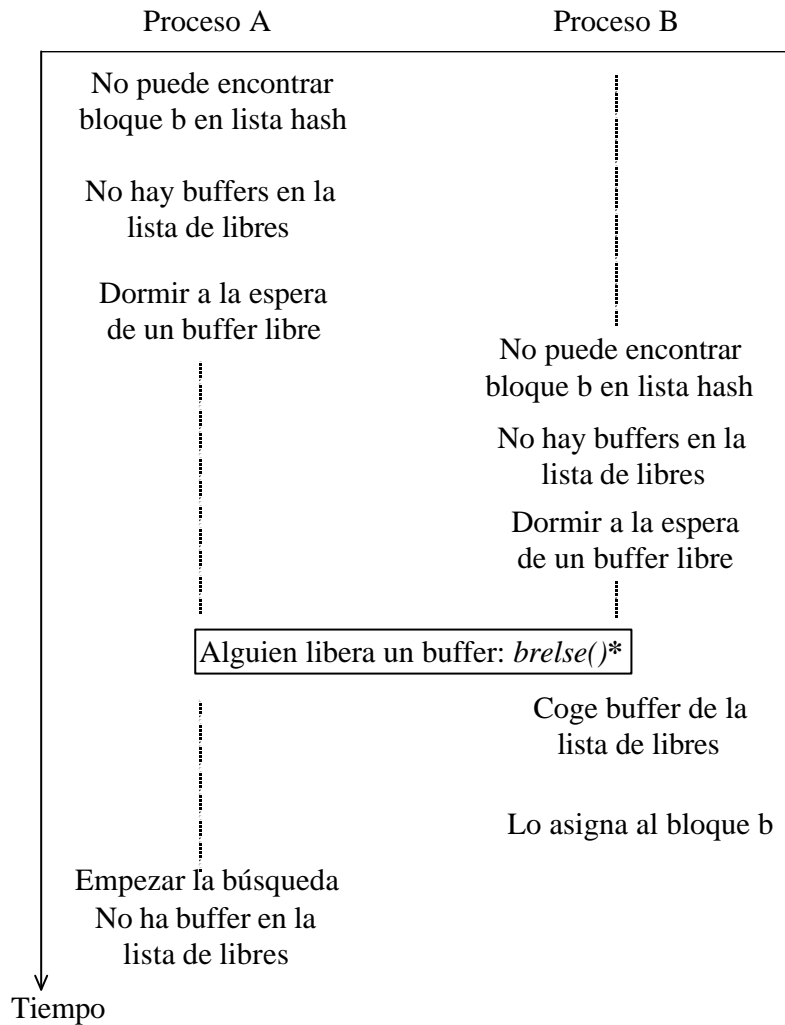 Proceso A
Proceso B
No puede encontrar
bloque b en lista hash
No hay buffers en la
lista de libres
Dormir a la espera
de un buffer libre
No puede encontrar
bloque b en lista hash
No hay buffers en la
lista de libres
Dormir a la espera
de un buffer libre
Alguien libera un buffer: brelse()*
Coge buffer de la
lista de libres
Lo asigna al bloque b
Empezar la búsqueda
No ha buffer en la
lista de libres
Tiempo